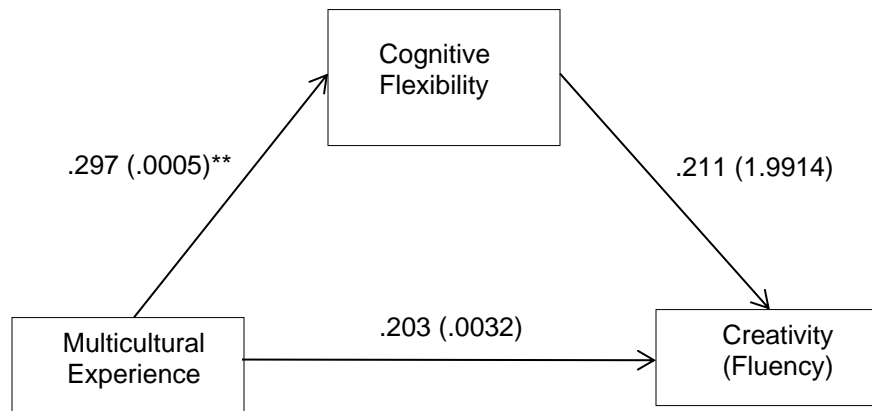 Cognitive
Flexibility
.297 (.0005)**
.211 (1.9914)
.203 (.0032)
Multicultural
Experience
Creativity
(Fluency)